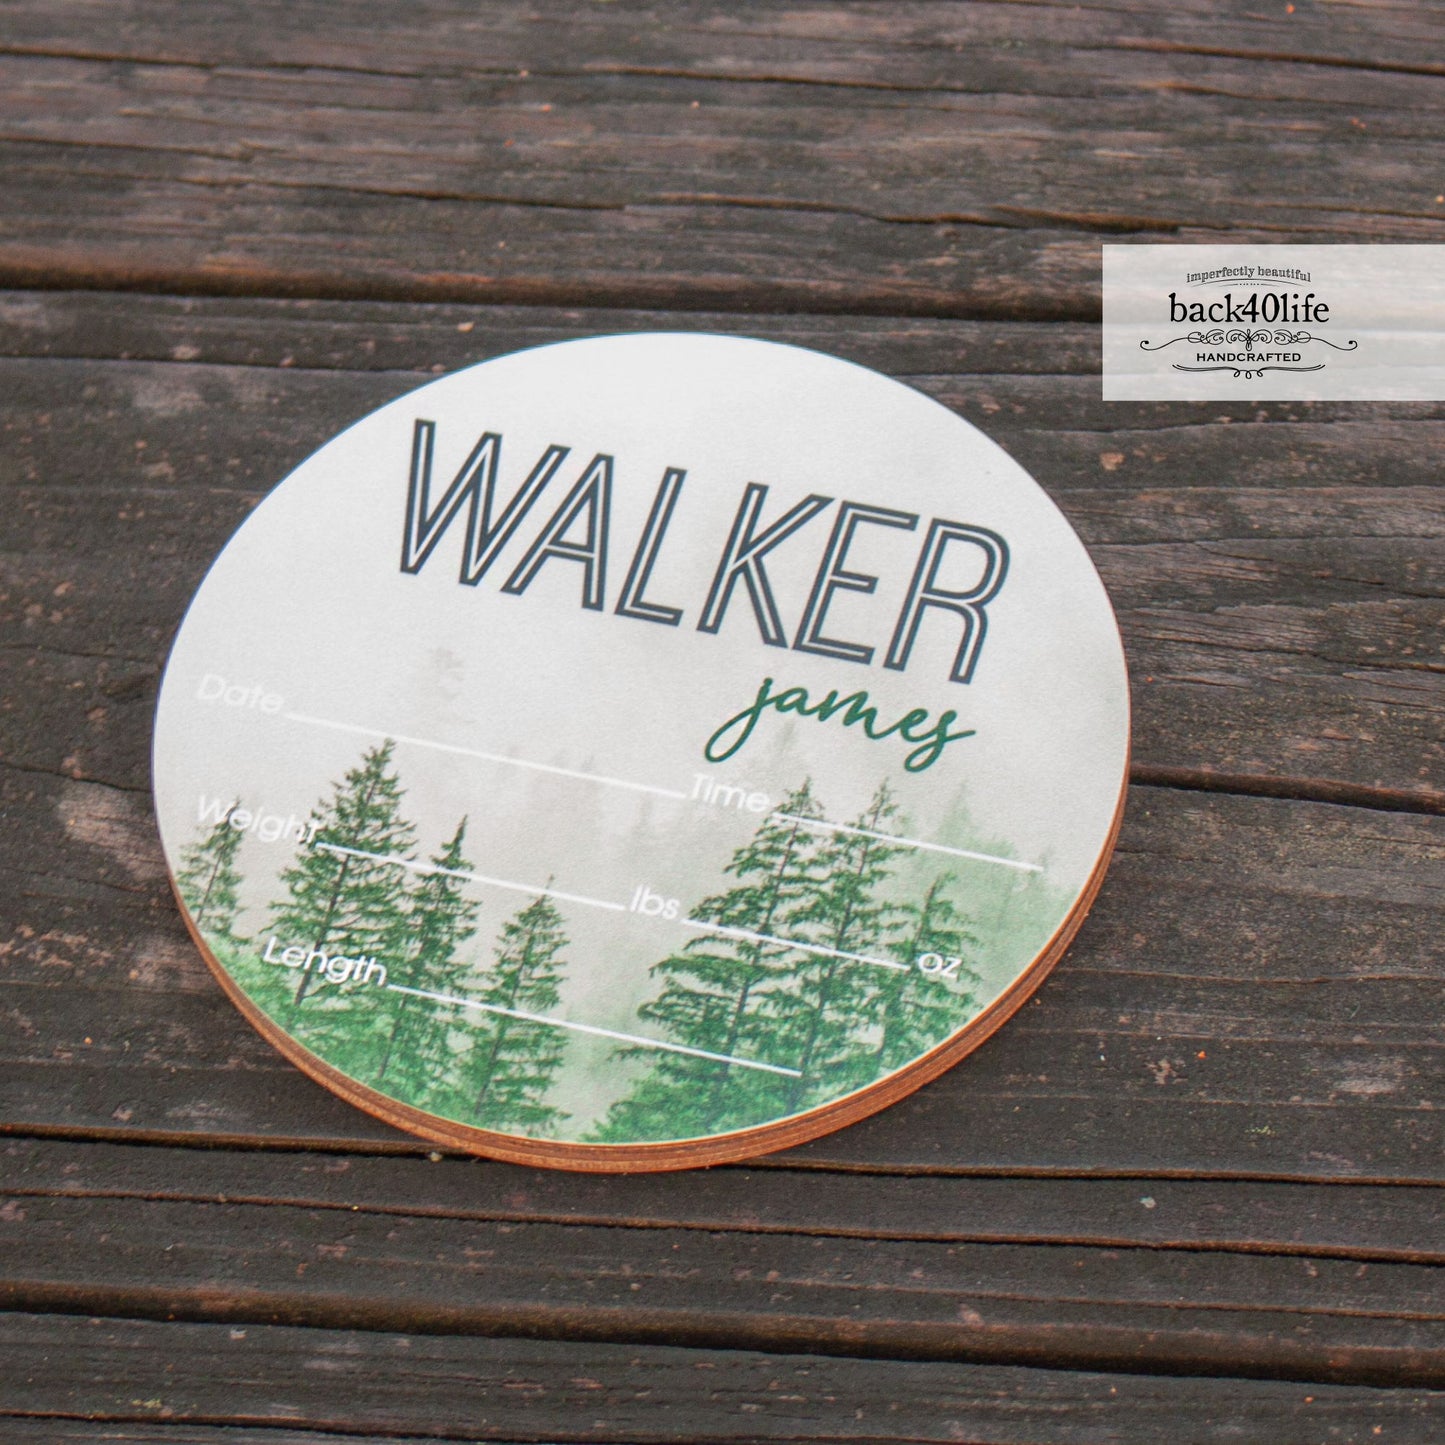 imperfectly beautiful
back40life
HANDCRAFTED
WALKER
james
Date Time
Weight lbs oz
Length